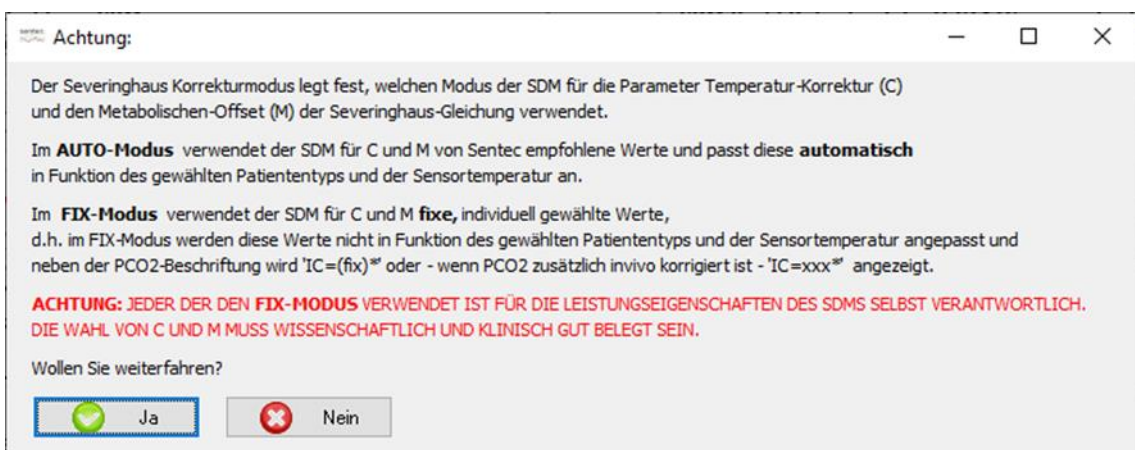 Achtung:
Der Severinghaus Korrekturmodus legt fest, welchen Modus der SDM für die Parameter Temperatur-Korrektur (C)
und den Metabolischen-Offset (M) der Severinghaus-Gleichung verwendet.
Im AUTO-Modus verwendet der SDM für C und M von Sentec empfohlene Werte und passt diese automatisch
in Funktion des gewählten Patiententyps und der Sensortemperatur an.
Im FIX-Modus verwendet der SDM für C und M fixe, individuell gewählte Werte,
d.h. im FIX-Modus werden diese Werte nicht in Funktion des gewählten Patiententyps und der Sensortemperatur angepasst und
neben der PCO2-Beschriftung wird 'IC=(fix)*' oder - wenn PCO2 zusätzlich invivo korrigiert ist - 'IC=xxx*' angezeigt.
ACHTUNG: JEDER DER DEN FIX-MODUS VERWENDET IST FÜR DIE LEISTUNGSEIGENSCHAFTEN DES SDMS SELBST VERANTWORTLICH.
DIE WAHL VON C UND M MUSS WISSENSCHAFTLICH UND KLINISCH GUT BELEGT SEIN.
Wollen Sie weiterfahren?
Ja
Nein